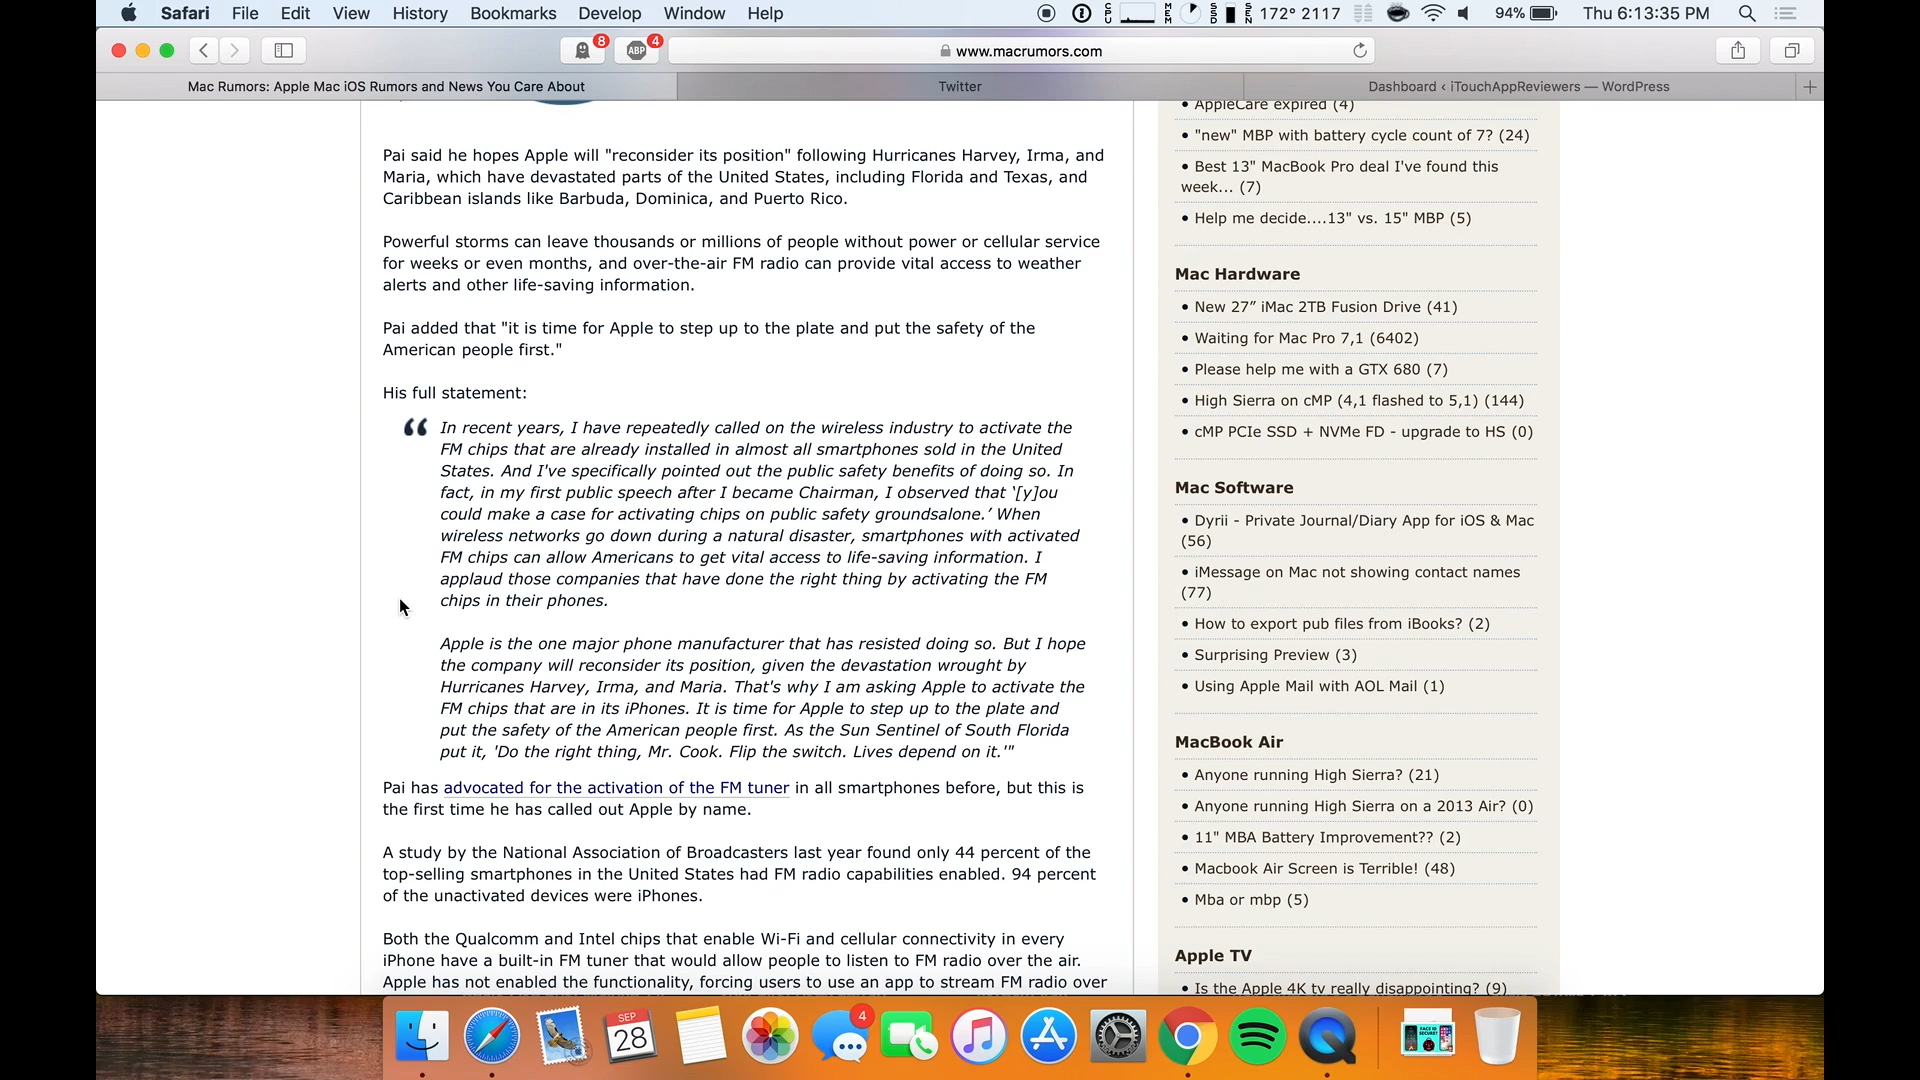 Safari File Edit View History Bookmarks Develop Window Help
CPU MEM SSD SEN 172° 2117 94% Thu 6:13:35 PM
8 ABP 4 www.macrumors.com
Mac Rumors: Apple Mac iOS Rumors and News You Care About
Twitter
Dashboard ‹ iTouchAppReviewers — WordPress
Pai said he hopes Apple will "reconsider its position" following Hurricanes Harvey, Irma, and
Maria, which have devastated parts of the United States, including Florida and Texas, and
Caribbean islands like Barbuda, Dominica, and Puerto Rico.
Powerful storms can leave thousands or millions of people without power or cellular service
for weeks or even months, and over-the-air FM radio can provide vital access to weather
alerts and other life-saving information.
Pai added that "it is time for Apple to step up to the plate and put the safety of the
American people first."
His full statement:
“ In recent years, I have repeatedly called on the wireless industry to activate the
FM chips that are already installed in almost all smartphones sold in the United
States. And I've specifically pointed out the public safety benefits of doing so. In
fact, in my first public speech after I became Chairman, I observed that ‘[y]ou
could make a case for activating chips on public safety groundsalone.’ When
wireless networks go down during a natural disaster, smartphones with activated
FM chips can allow Americans to get vital access to life-saving information. I
applaud those companies that have done the right thing by activating the FM
chips in their phones.
Apple is the one major phone manufacturer that has resisted doing so. But I hope
the company will reconsider its position, given the devastation wrought by
Hurricanes Harvey, Irma, and Maria. That's why I am asking Apple to activate the
FM chips that are in its iPhones. It is time for Apple to step up to the plate and
put the safety of the American people first. As the Sun Sentinel of South Florida
put it, 'Do the right thing, Mr. Cook. Flip the switch. Lives depend on it.'"
Pai has advocated for the activation of the FM tuner in all smartphones before, but this is
the first time he has called out Apple by name.
A study by the National Association of Broadcasters last year found only 44 percent of the
top-selling smartphones in the United States had FM radio capabilities enabled. 94 percent
of the unactivated devices were iPhones.
Both the Qualcomm and Intel chips that enable Wi-Fi and cellular connectivity in every
iPhone have a built-in FM tuner that would allow people to listen to FM radio over the air.
Apple has not enabled the functionality, forcing users to use an app to stream FM radio over
• AppleCare expired (4)
• "new" MBP with battery cycle count of 7? (24)
• Best 13" MacBook Pro deal I've found this
week... (7)
• Help me decide....13" vs. 15" MBP (5)
Mac Hardware
• New 27″ iMac 2TB Fusion Drive (41)
• Waiting for Mac Pro 7,1 (6402)
• Please help me with a GTX 680 (7)
• High Sierra on cMP (4,1 flashed to 5,1) (144)
• cMP PCIe SSD + NVMe FD - upgrade to HS (0)
Mac Software
• Dyrii - Private Journal/Diary App for iOS & Mac
(56)
• iMessage on Mac not showing contact names
(77)
• How to export pub files from iBooks? (2)
• Surprising Preview (3)
• Using Apple Mail with AOL Mail (1)
MacBook Air
• Anyone running High Sierra? (21)
• Anyone running High Sierra on a 2013 Air? (0)
• 11" MBA Battery Improvement?? (2)
• Macbook Air Screen is Terrible! (48)
• Mba or mbp (5)
Apple TV
• Is the Apple 4K tv really disappointing? (9)
SEP
28
4
FACE ID
SECURE?